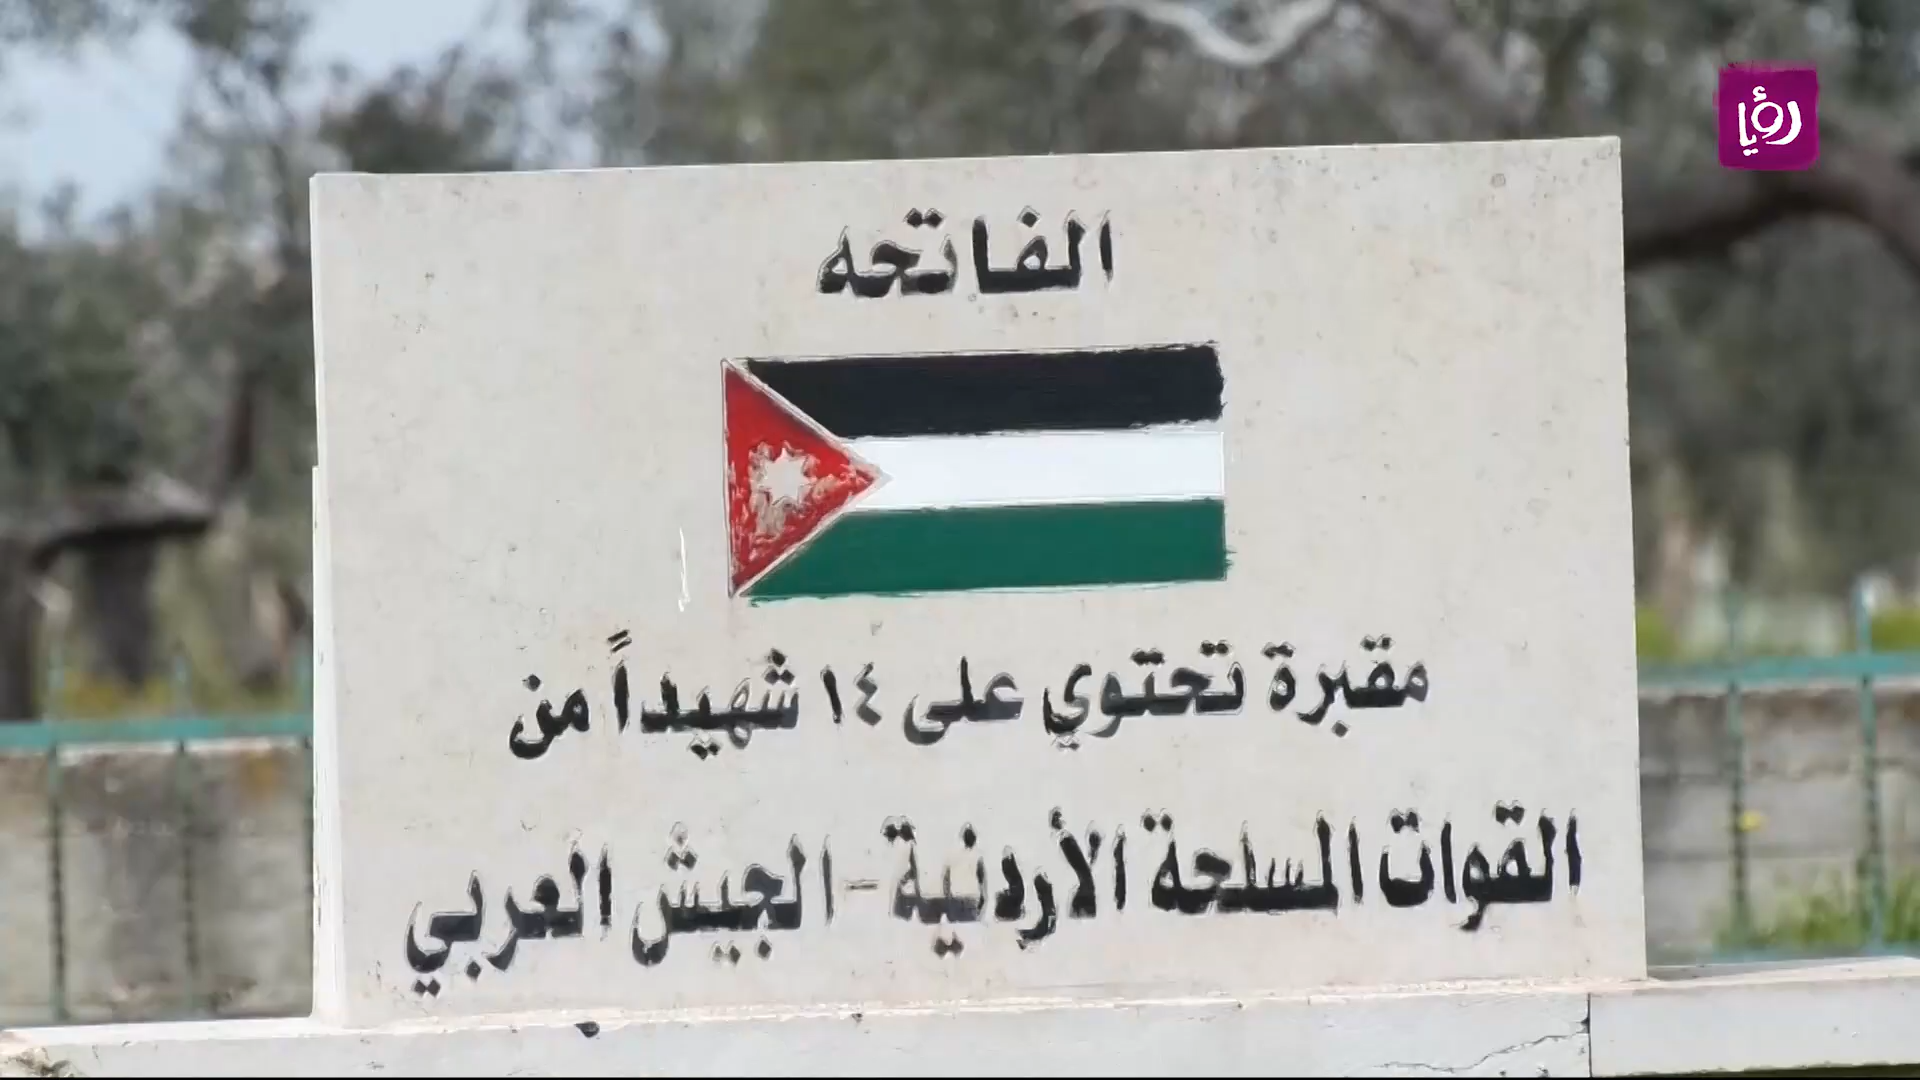 رؤيا
الفاتحه
مقبرة تحتوي على ١٤ شهيداً من
القوات المسلحة الأردنية - الجيش العربي